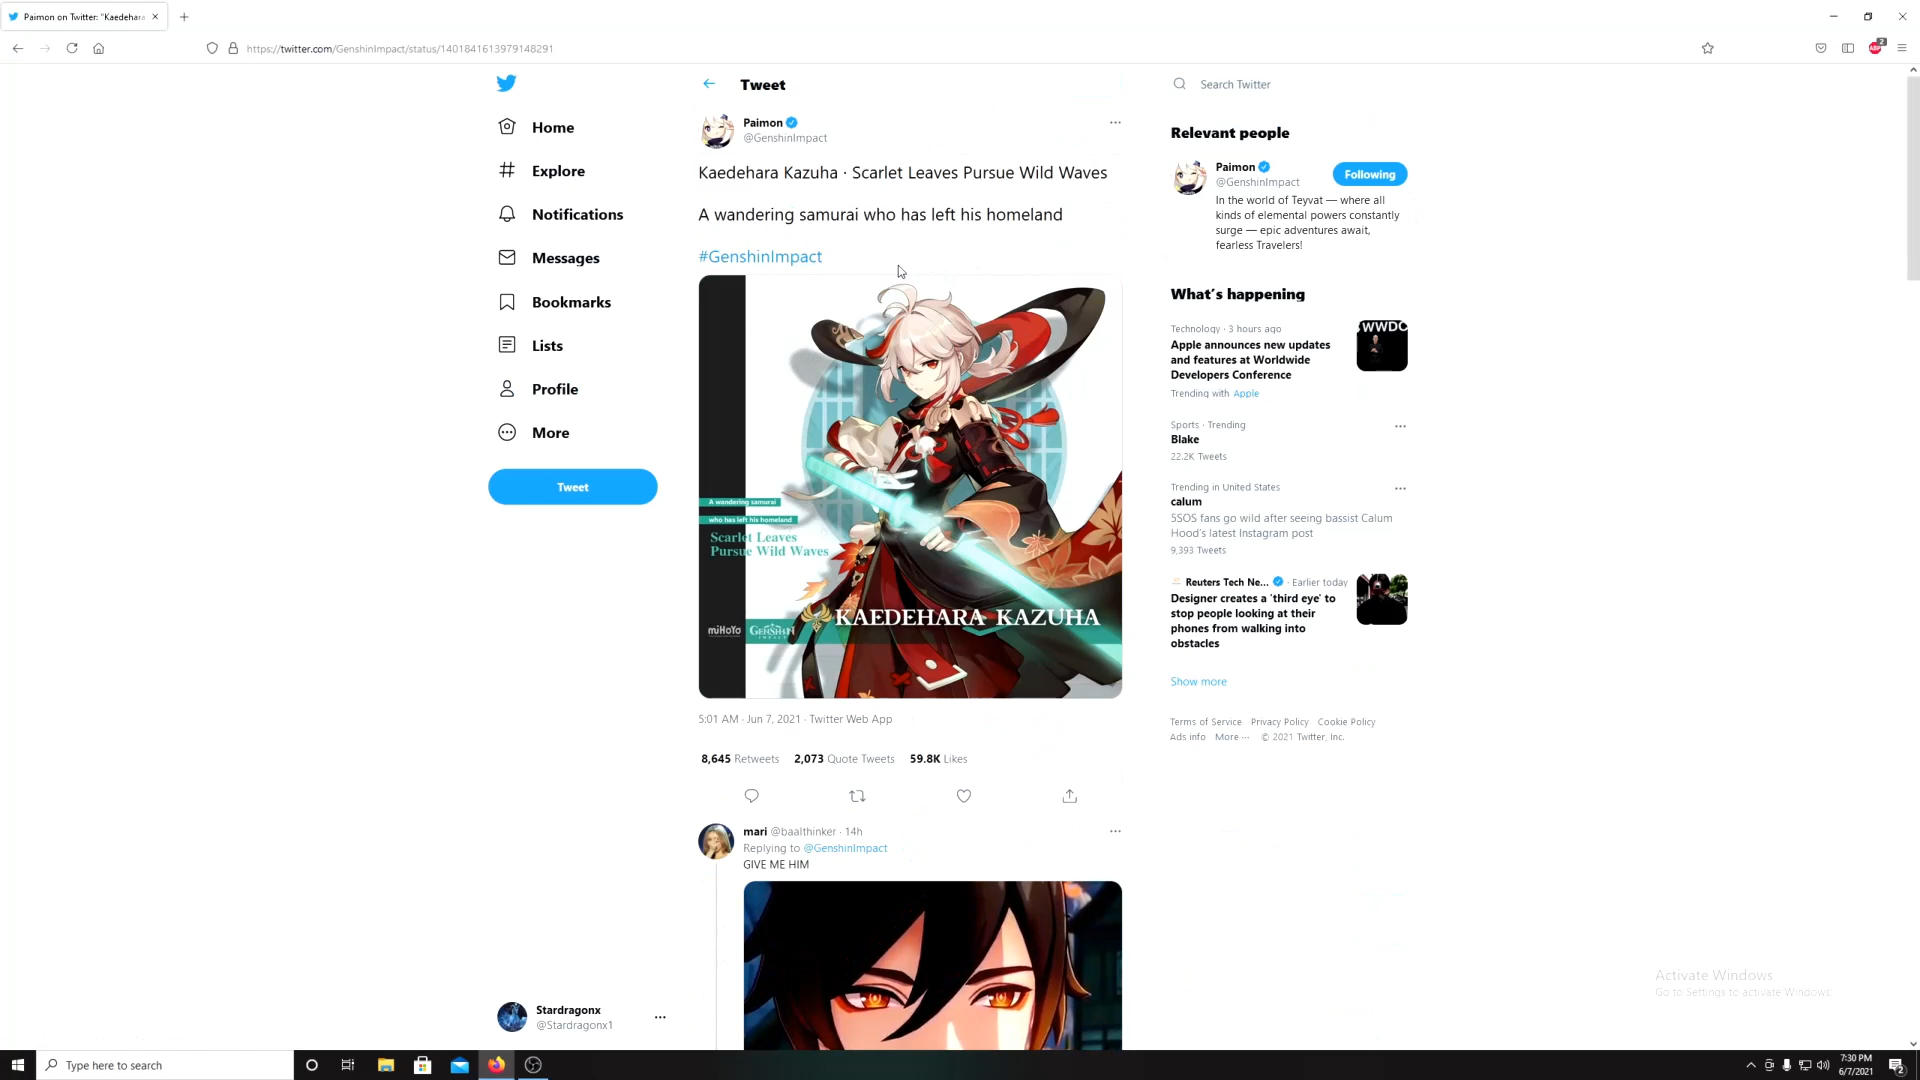 Paimon on Twitter: "Kaedehara
https://twitter.com/GenshinImpact/status/1401841613979148291
ABP
2
Home
Explore
Notifications
Messages
Bookmarks
Lists
Profile
More
Tweet
Stardragonx
@Stardragonx1
Tweet
Paimon
@GenshinImpact
Kaedehara Kazuha · Scarlet Leaves Pursue Wild Waves
A wandering samurai who has left his homeland
#GenshinImpact
A wandering samurai
who has left his homeland
Scarlet Leaves
Pursue Wild Waves
miHoYo
GENSHIN
IMPACT
KAEDEHARA KAZUHA
5:01 AM · Jun 7, 2021 · Twitter Web App
8,645 Retweets 2,073 Quote Tweets 59.8K Likes
mari @baalthinker · 14h
Replying to @GenshinImpact
GIVE ME HIM
Search Twitter
Relevant people
Paimon
@GenshinImpact
Following
In the world of Teyvat — where all
kinds of elemental powers constantly
surge — epic adventures await,
fearless Travelers!
What's happening
Technology · 3 hours ago
Apple announces new updates
and features at Worldwide
Developers Conference
Trending with Apple
WWDC
Sports · Trending
Blake
22.2K Tweets
Trending in United States
calum
5SOS fans go wild after seeing bassist Calum
Hood's latest Instagram post
9,393 Tweets
Reuters Tech Ne... · Earlier today
Designer creates a 'third eye' to
stop people looking at their
phones from walking into
obstacles
Show more
Terms of Service Privacy Policy Cookie Policy
Ads info More ··· © 2021 Twitter, Inc.
Activate Windows
Go to Settings to activate Windows.
Type here to search
7:30 PM
6/7/2021
2